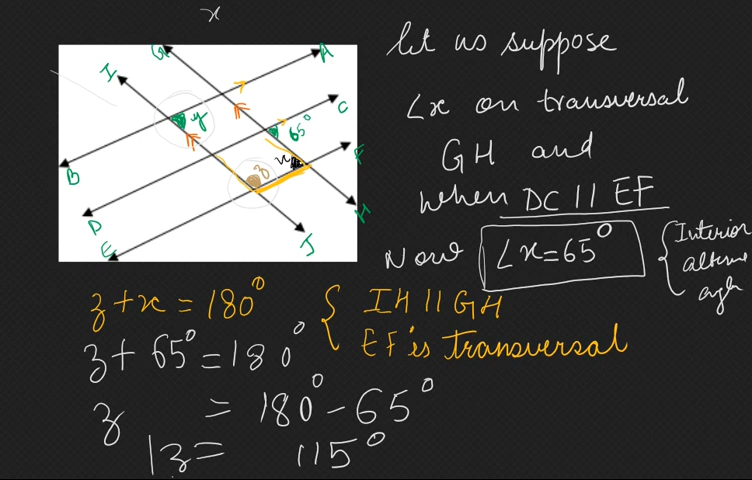 x
G
A
I
C
y
65°
F
x
z
B
D
H
E
J
let us suppose
∠x on transversal
GH and
when DC || EF
Now ∠x=65° { Interior
alterne
angle
z+x=180° { IH || GH
z+65°=180° EF is transversal
z = 180°-65°
z= 115°